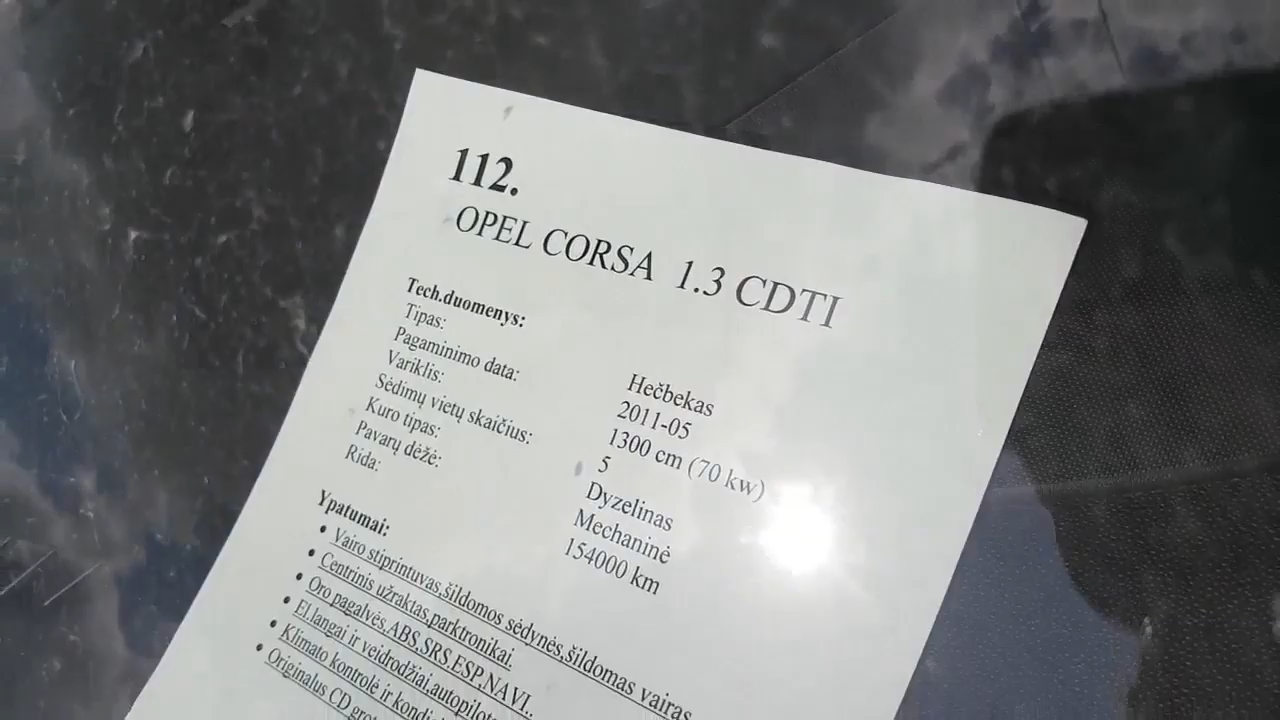 112.
OPEL CORSA 1.3 CDTI
Tech.duomenys:
Tipas: Hečbekas
Pagaminimo data: 2011-05
Variklis: 1300 cm (70 kw)
Sėdimų vietų skaičius: 5
Kuro tipas: Dyzelinas
Pavarų dėžė: Mechaninė
Rida: 154000 km
Ypatumai:
• Vairo stiprintuvas,šildomos sėdynės,šildomas vairas
• Centrinis užraktas,parktronikai.
• Oro pagalvės,ABS,SRS,ESP,NAVI..
• El.langai ir veidrodžiai,autopilota
• Klimato kontrolė ir kondi
• Originalus CD grot